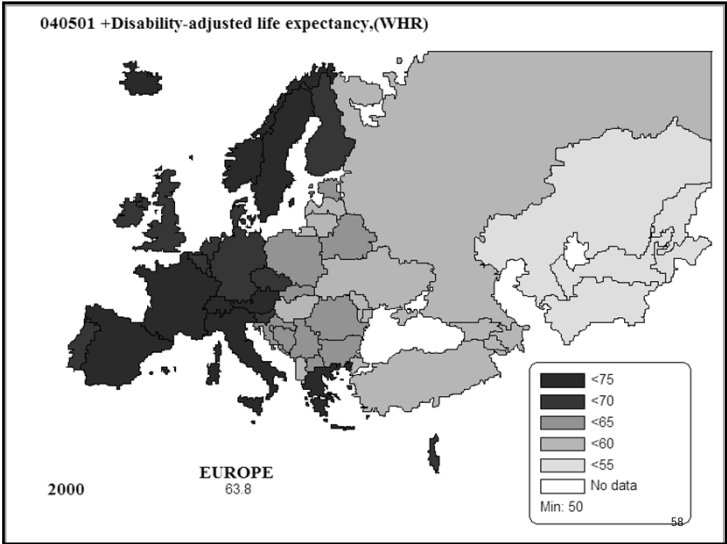 040501 +Disability-adjusted life expectancy,(WHR)
<75
<70
<65
<60
<55
No data
Min: 50
EUROPE
63.8
2000
58